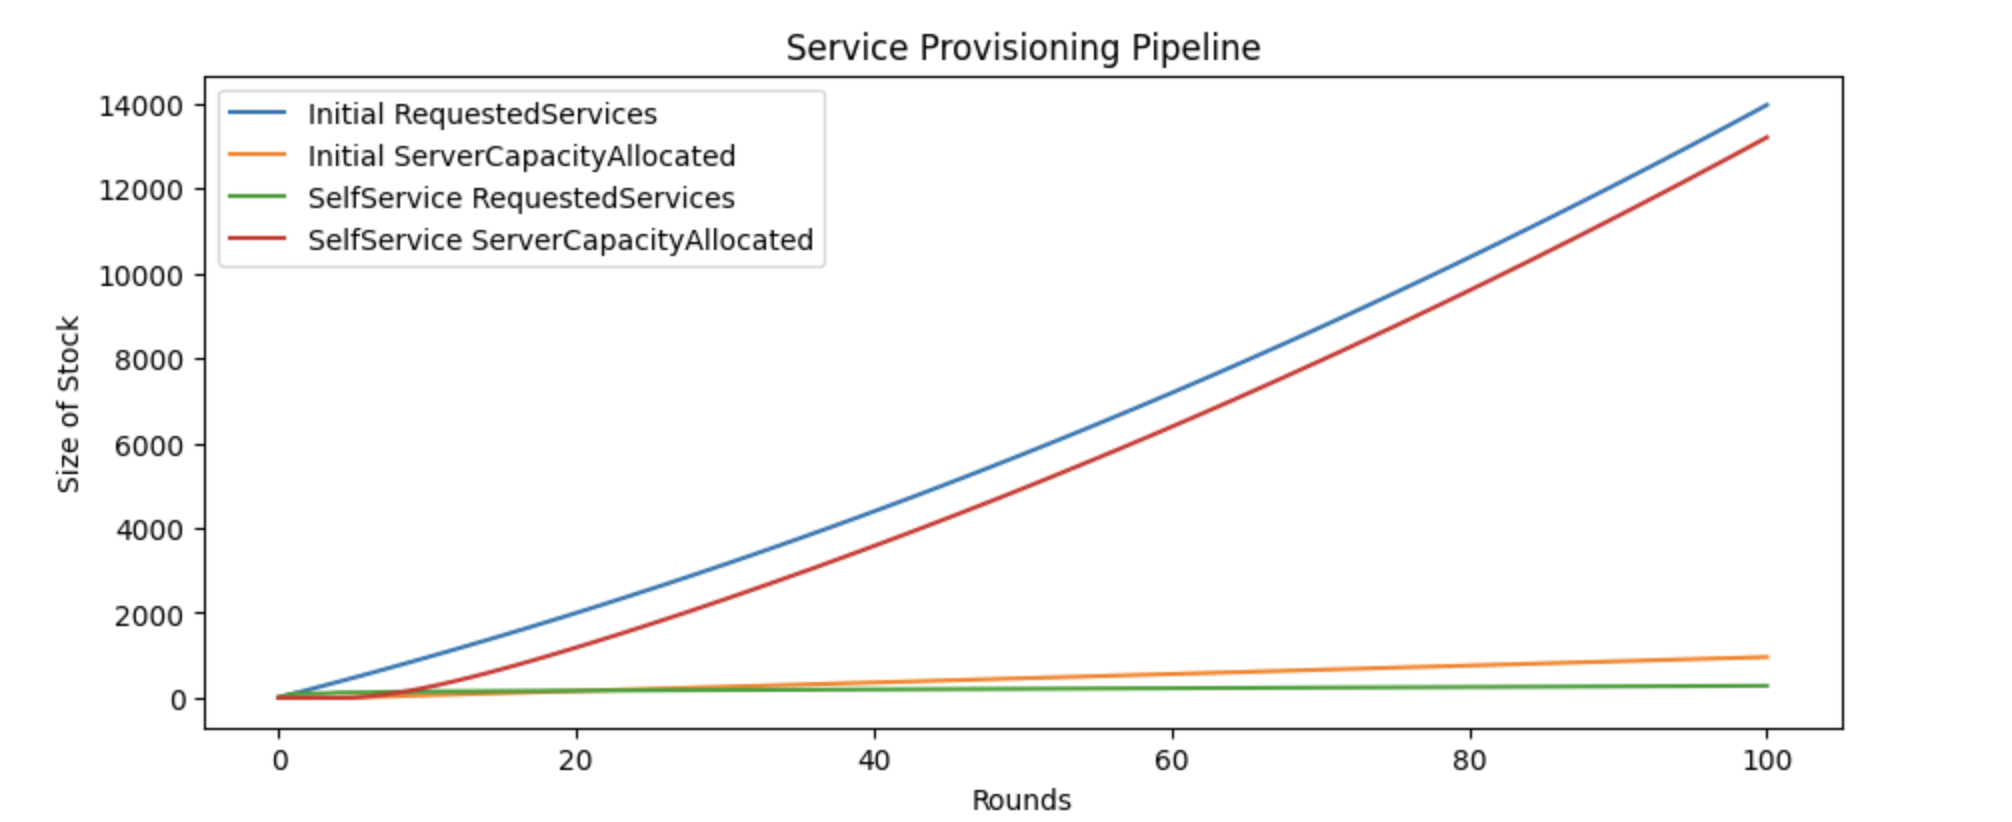 Service Provisioning Pipeline
Initial RequestedServices
Initial ServerCapacityAllocated
SelfService RequestedServices
SelfService ServerCapacityAllocated
14000
12000
10000
8000
6000
4000
2000
0
Size of Stock
0 20 40 60 80 100
Rounds